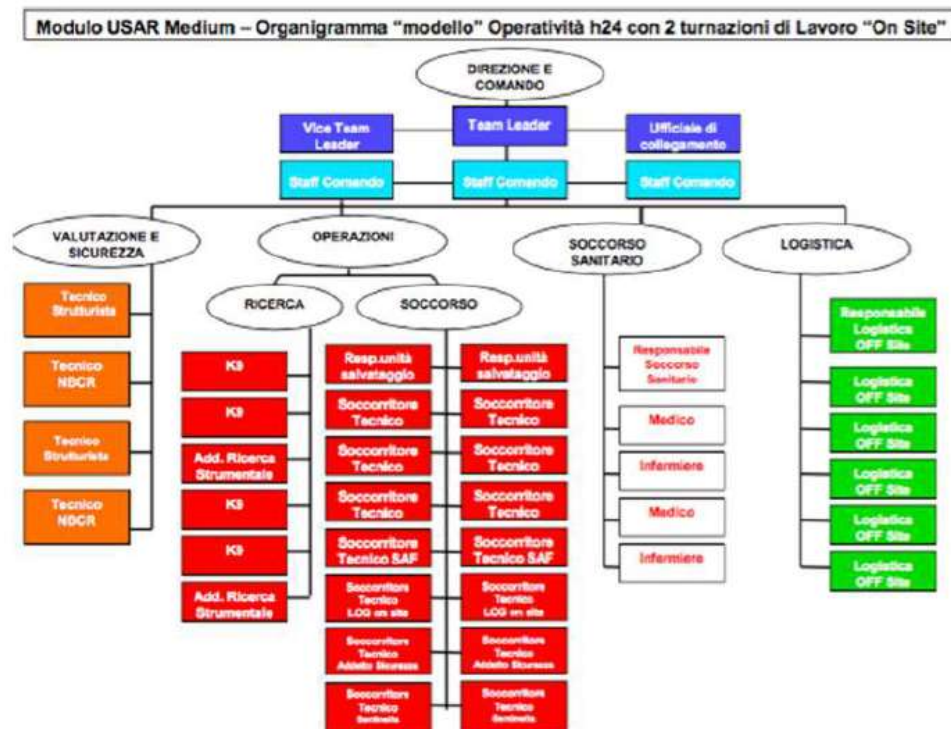 Modulo USAR Medium – Organigramma “modello” Operatività h24 con 2 turnazioni di Lavoro “On Site”
DIREZIONE E
COMANDO
Vice Team
Leader
Team Leader
Ufficiale di
collegamento
Staff Comando
Staff Comando
Staff Comando
VALUTAZIONE E
SICUREZZA
OPERAZIONI
SOCCORSO
SANITARIO
LOGISTICA
RICERCA
SOCCORSO
Tecnico
Strutturista
Tecnico
NBCR
Tecnico
Strutturista
Tecnico
NBCR
K9
K9
Add. Ricerca
Strumentale
K9
K9
Add. Ricerca
Strumentale
Resp.unità
salvataggio
Soccorritore
Tecnico
Soccorritore
Tecnico
Soccorritore
Tecnico
Soccorritore
Tecnico SAF
Soccorritore
Tecnico
LOG on site
Soccorritore
Tecnico
Addetto Sicurezza
Soccorritore
Tecnico
Sentinella
Resp.unità
salvataggio
Soccorritore
Tecnico
Soccorritore
Tecnico
Soccorritore
Tecnico
Soccorritore
Tecnico SAF
Soccorritore
Tecnico
LOG on site
Soccorritore
Tecnico
Addetto Sicurezza
Soccorritore
Tecnico
Sentinella
Responsabile
Soccorso
Sanitario
Medico
Infermiere
Medico
Infermiere
Responsabile
Logistica
OFF Site
Logistica
OFF Site
Logistica
OFF Site
Logistica
OFF Site
Logistica
OFF Site
Logistica
OFF Site